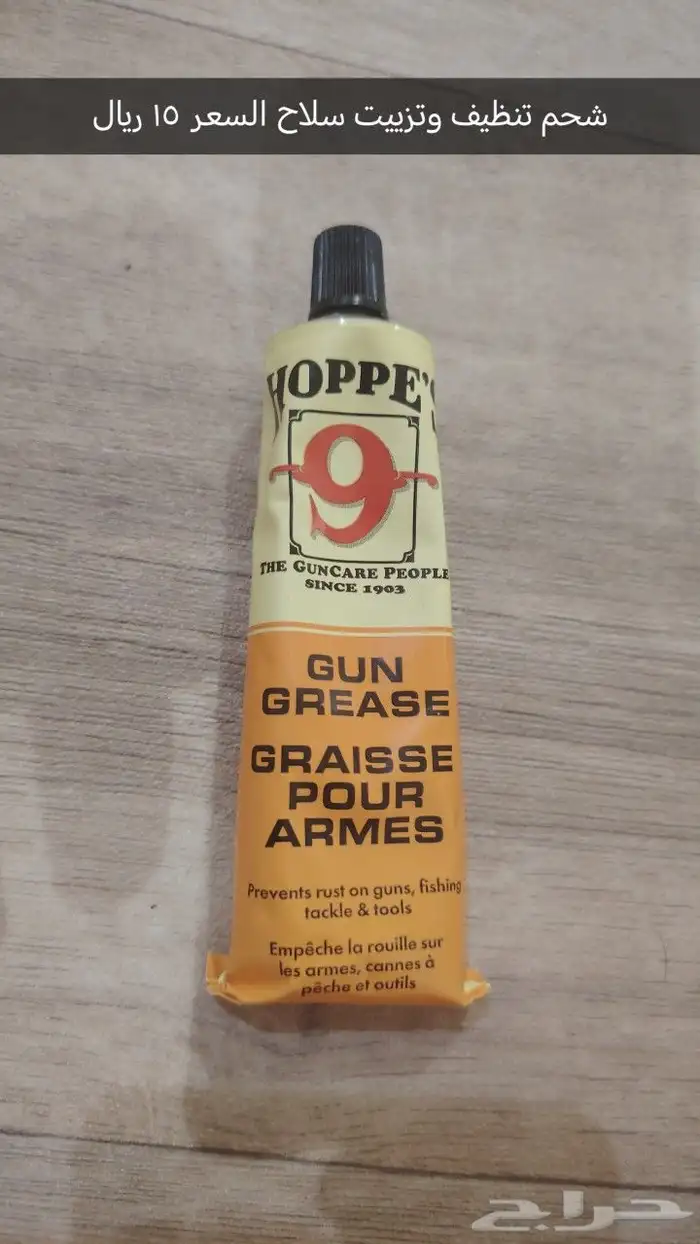 شحم تنظيف وتزييت سلاح السعر ١٥ ريال
HOPPE'S
9
THE GUNCARE PEOPLE
SINCE 1903
GUN
GREASE
GRAISSE
POUR
ARMES
Prevents rust on guns, fishing
tackle & tools
Empêche la rouille sur
les armes, cannes à
pêche et outils
حراج